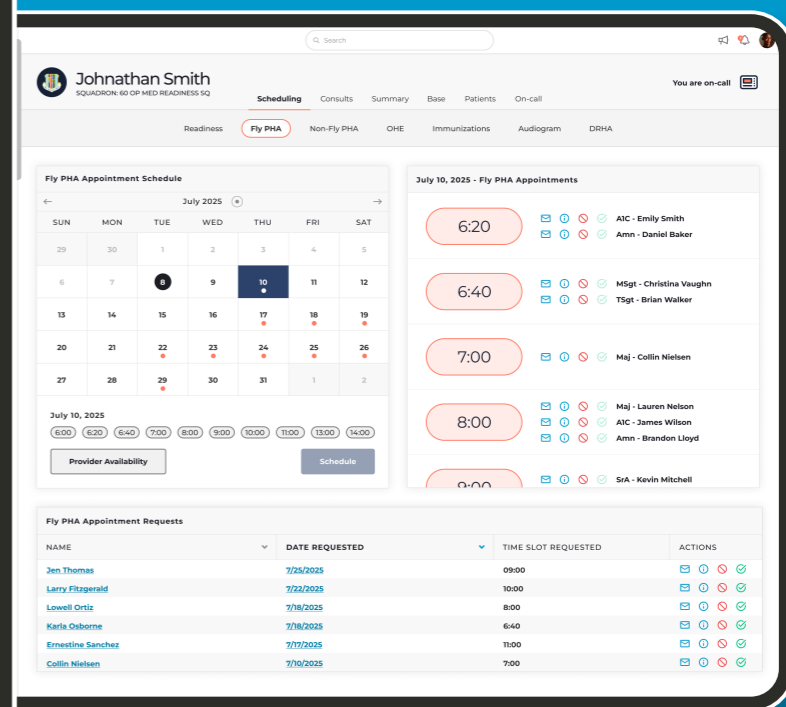 Search
Johnathan Smith
SQUADRON: 60 OP MED READINESS SQ
You are on-call
Scheduling Consults Summary Base Patients On-call
Readiness Fly PHA Non-Fly PHA OHE Immunizations Audiogram DRHA
Fly PHA Appointment Schedule
July 2025
SUN MON TUE WED THU FRI SAT
29 30 1 2 3 4 5
6 7 8 9 10 11 12
13 14 15 16 17 18 19
20 21 22 23 24 25 26
27 28 29 30 31 1 2
July 10, 2025
6:00 6:20 6:40 7:00 8:00 9:00 10:00 11:00 13:00 14:00
Provider Availability Schedule
July 10, 2025 - Fly PHA Appointments
6:20
A1C - Emily Smith
Amn - Daniel Baker
6:40
MSgt - Christina Vaughn
TSgt - Brian Walker
7:00
Maj - Collin Nielsen
8:00
Maj - Lauren Nelson
A1C - James Wilson
Amn - Brandon Lloyd
9:00
SrA - Kevin Mitchell
Fly PHA Appointment Requests
NAME DATE REQUESTED TIME SLOT REQUESTED ACTIONS
Jen Thomas 7/25/2025 09:00
Larry Fitzgerald 7/22/2025 10:00
Lowell Ortiz 7/18/2025 8:00
Karla Osborne 7/18/2025 6:40
Ernestine Sanchez 7/17/2025 11:00
Collin Nielsen 7/10/2025 7:00